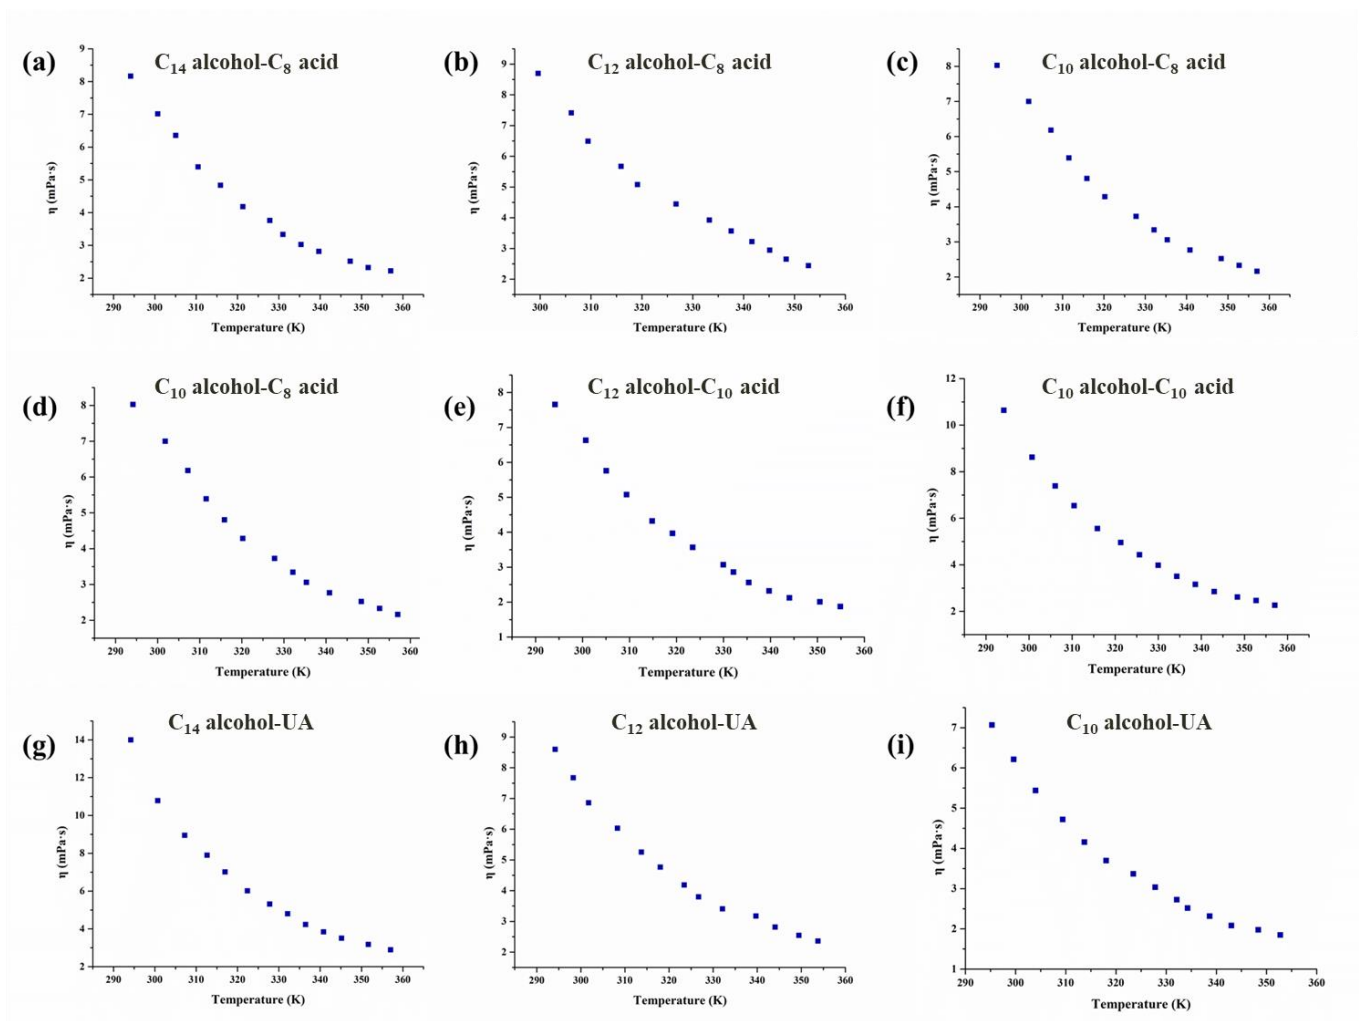 (a) C14 alcohol-C8 acid
9
8
7
6
5
4
3
2
η (mPa·s)
290 300 310 320 330 340 350 360
Temperature (K)
(b) C12 alcohol-C8 acid
9
8
7
6
5
4
3
2
η (mPa·s)
300 310 320 330 340 350 360
Temperature (K)
(c) C10 alcohol-C8 acid
8
7
6
5
4
3
2
η (mPa·s)
290 300 310 320 330 340 350 360
Temperature (K)
(d) C10 alcohol-C8 acid
8
7
6
5
4
3
2
η (mPa·s)
290 300 310 320 330 340 350 360
Temperature (K)
(e) C12 alcohol-C10 acid
8
7
6
5
4
3
2
1
η (mPa·s)
290 300 310 320 330 340 350 360
Temperature (K)
(f) C10 alcohol-C10 acid
12
10
8
6
4
2
η (mPa·s)
290 300 310 320 330 340 350 360
Temperature (K)
(g) C14 alcohol-UA
14
12
10
8
6
4
2
η (mPa·s)
290 300 310 320 330 340 350 360
Temperature (K)
(h) C12 alcohol-UA
9
8
7
6
5
4
3
2
η (mPa·s)
290 300 310 320 330 340 350 360
Temperature (K)
(i) C10 alcohol-UA
7
6
5
4
3
2
1
η (mPa·s)
290 300 310 320 330 340 350 360
Temperature (K)